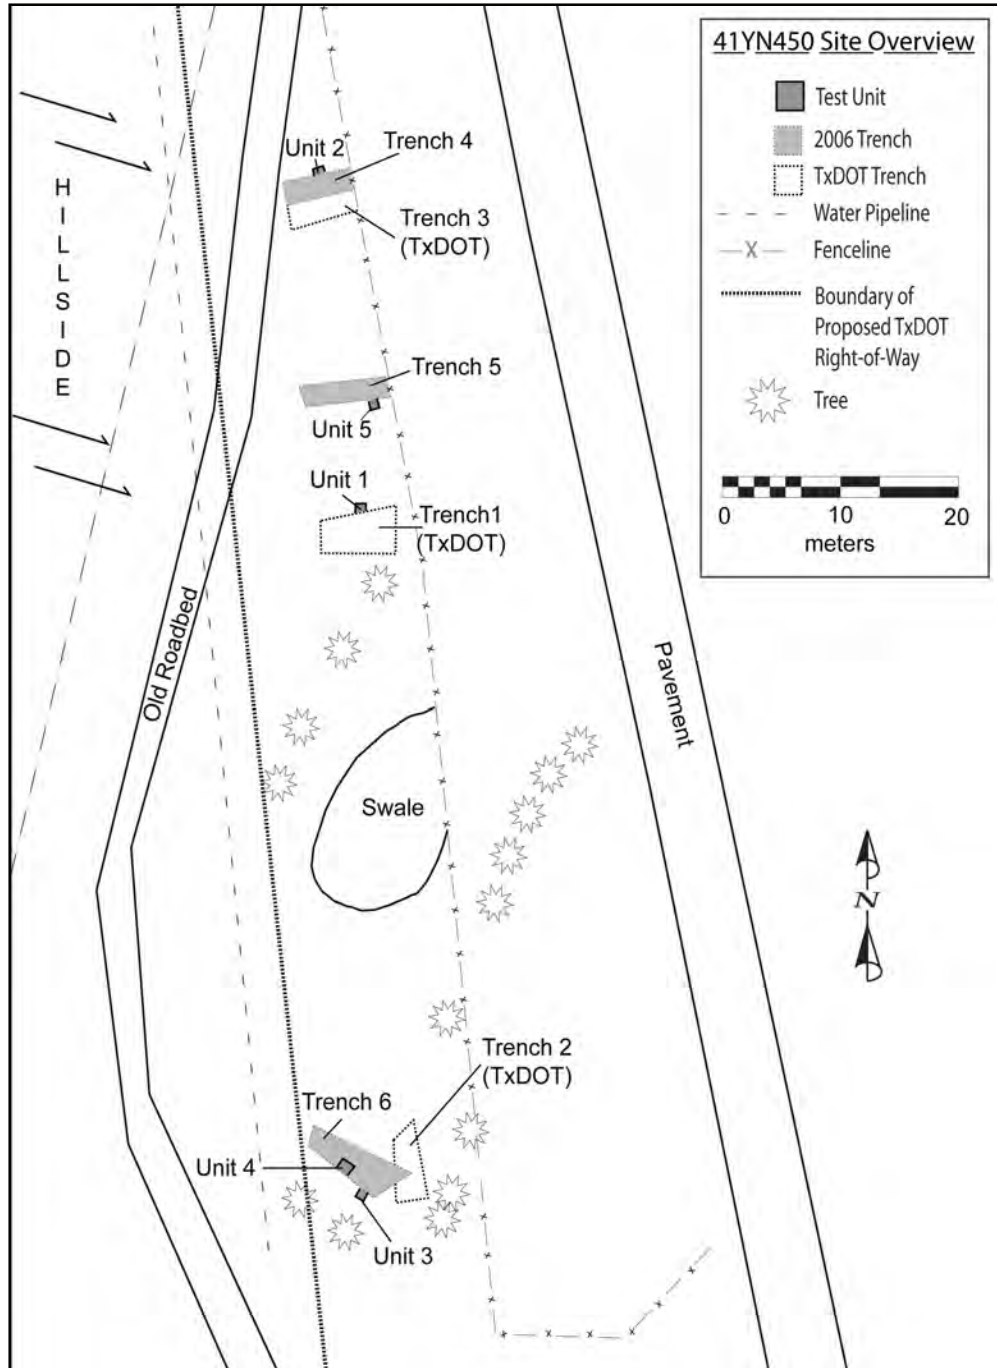 41YN450 Site Overview
Test Unit
2006 Trench
TxDOT Trench
Water Pipeline
X
Fenceline
Boundary of
Proposed TxDOT
Right-of-Way
Tree
0 10 20
meters
HILLSIDE
Unit 2
Trench 4
Trench 3
(TxDOT)
Trench 5
Unit 5
Unit 1
Trench1
(TxDOT)
Old Roadbed
Pavement
Swale
N
Trench 2
(TxDOT)
Trench 6
Unit 4
Unit 3